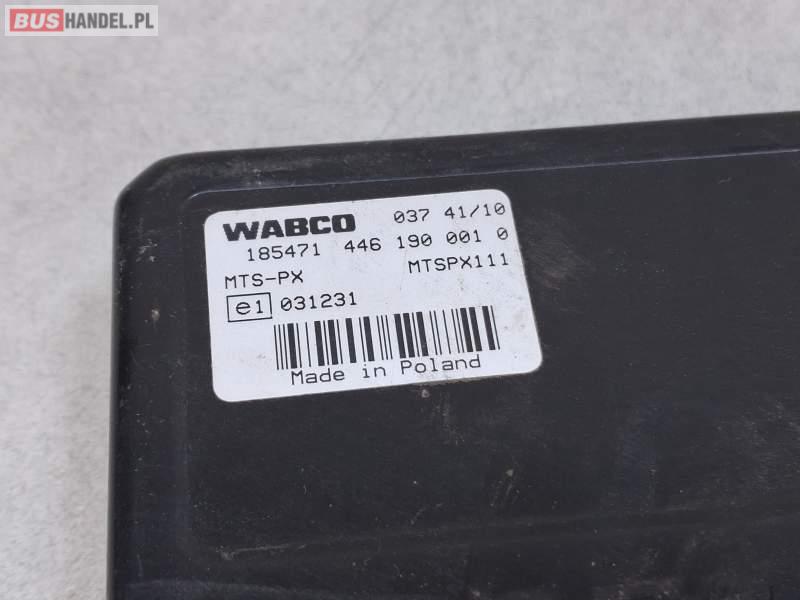 BUSHANDEL.PL
WABCO 037 41/10
185471 446 190 001 0
MTS-PX MTSPX111
e1 031231
Made in Poland